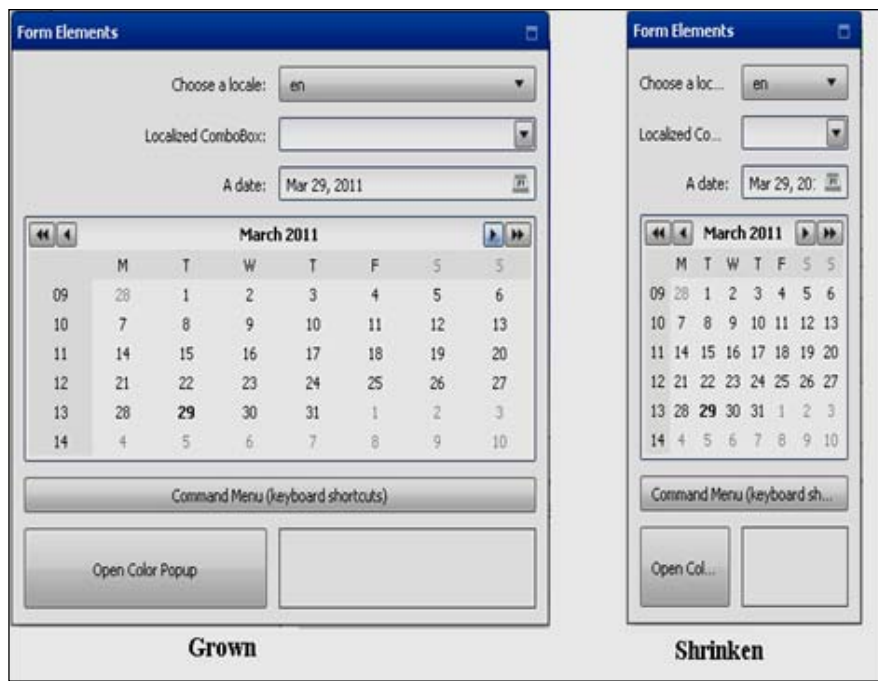 Form Elements
Choose a locale: en
Localized ComboBox:
A date: Mar 29, 2011
March 2011
M T W T F S S
09 28 1 2 3 4 5 6
10 7 8 9 10 11 12 13
11 14 15 16 17 18 19 20
12 21 22 23 24 25 26 27
13 28 29 30 31 1 2 3
14 4 5 6 7 8 9 10
Command Menu (keyboard shortcuts)
Open Color Popup
Grown
Form Elements
Choose a loc... en
Localized Co...
A date: Mar 29, 20
March 2011
M T W T F S S
09 28 1 2 3 4 5 6
10 7 8 9 10 11 12 13
11 14 15 16 17 18 19 20
12 21 22 23 24 25 26 27
13 28 29 30 31 1 2 3
14 4 5 6 7 8 9 10
Command Menu (keyboard sh...
Open Col...
Shrinken